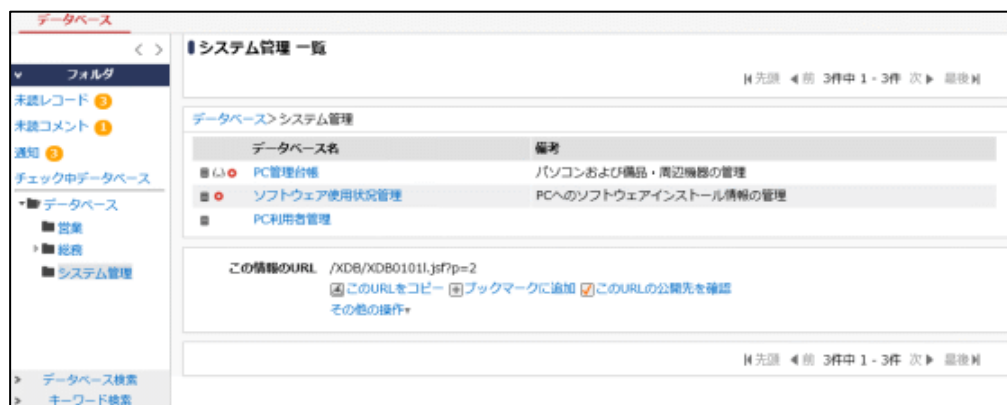 データベース
< >
フォルダ
未読レコード 3
未読コメント 1
通知 3
チェック中データベース
データベース
営業
総務
システム管理
データベース検索
キーワード検索
システム管理 一覧
先頭 前 3件中 1 - 3件 次 最後
データベース> システム管理
データベース名 備考
PC管理台帳 パソコンおよび備品・周辺機器の管理
ソフトウェア使用状況管理 PCへのソフトウェアインストール情報の管理
PC利用者管理
この情報のURL /XDB/XDB0101l.jsf?p=2
このURLをコピー ブックマークに追加 このURLの公開先を確認
その他の操作
先頭 前 3件中 1 - 3件 次 最後